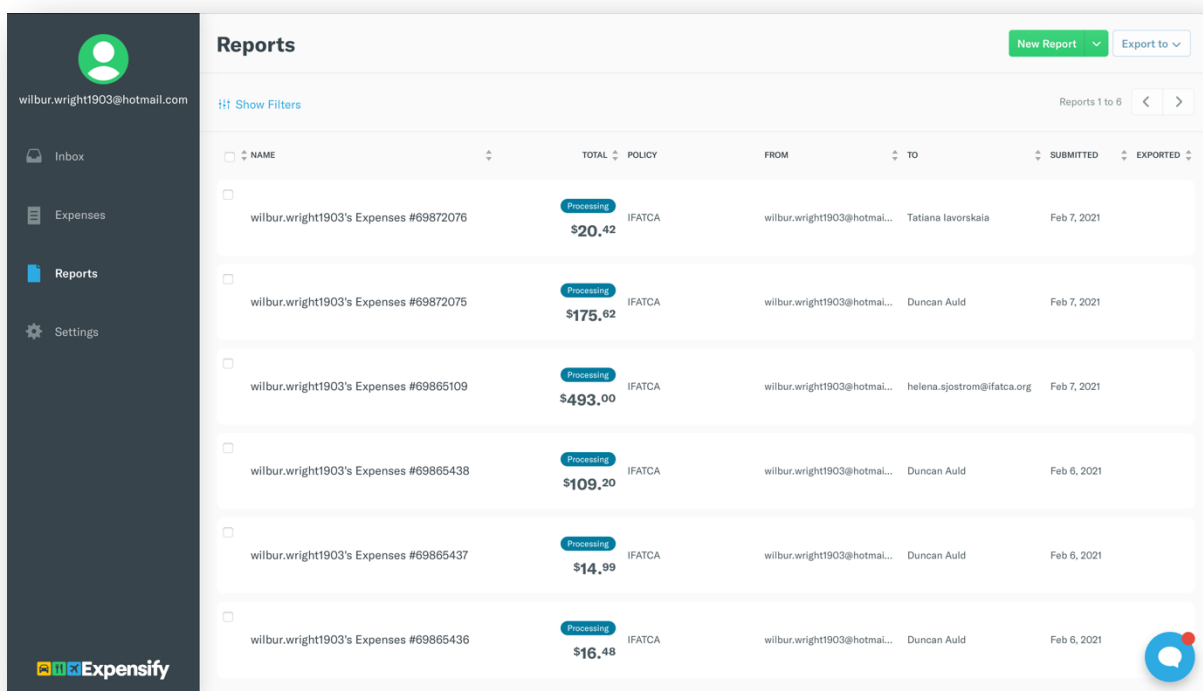 Reports
New Report
Export to
wilbur.wright1903@hotmail.com
Show Filters
Reports 1 to 6
Inbox
Expenses
Reports
Settings
NAME TOTAL POLICY FROM TO SUBMITTED EXPORTED
Processing
wilbur.wright1903's Expenses #69872076 $20.42 IFATCA wilbur.wright1903@hotmai... Tatiana Iavorskaia Feb 7, 2021
Processing
wilbur.wright1903's Expenses #69872075 $175.62 IFATCA wilbur.wright1903@hotmai... Duncan Auld Feb 7, 2021
Processing
wilbur.wright1903's Expenses #69865109 $493.00 IFATCA wilbur.wright1903@hotmai... helena.sjostrom@ifatca.org Feb 7, 2021
Processing
wilbur.wright1903's Expenses #69865438 $109.20 IFATCA wilbur.wright1903@hotmai... Duncan Auld Feb 6, 2021
Processing
wilbur.wright1903's Expenses #69865437 $14.99 IFATCA wilbur.wright1903@hotmai... Duncan Auld Feb 6, 2021
Processing
wilbur.wright1903's Expenses #69865436 $16.48 IFATCA wilbur.wright1903@hotmai... Duncan Auld Feb 6, 2021
Expensify